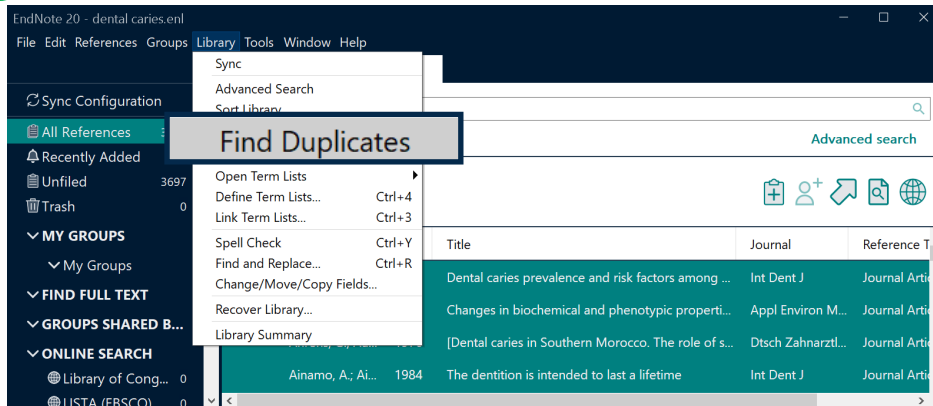 EndNote 20 - dental caries.enl
File Edit References Groups Library Tools Window Help
Sync
Advanced Search
Sort Library
Find Duplicates
Open Term Lists
Define Term Lists... Ctrl+4
Link Term Lists... Ctrl+3
Spell Check Ctrl+Y
Find and Replace... Ctrl+R
Change/Move/Copy Fields...
Recover Library...
Library Summary
Sync Configuration
All References
Recently Added
Unfiled 3697
Trash 0
MY GROUPS
My Groups
FIND FULL TEXT
GROUPS SHARED B...
ONLINE SEARCH
Library of Cong... 0
LISTA (EBSCO) 0
Advanced search
Title Journal Reference T
Dental caries prevalence and risk factors among ... Int Dent J Journal Artic
Changes in biochemical and phenotypic properti... Appl Environ M... Journal Artic
[Dental caries in Southern Morocco. The role of s... Dtsch Zahnarztl... Journal Artic
Ainamo, A.; Ai... 1984 The dentition is intended to last a lifetime Int Dent J Journal Artic